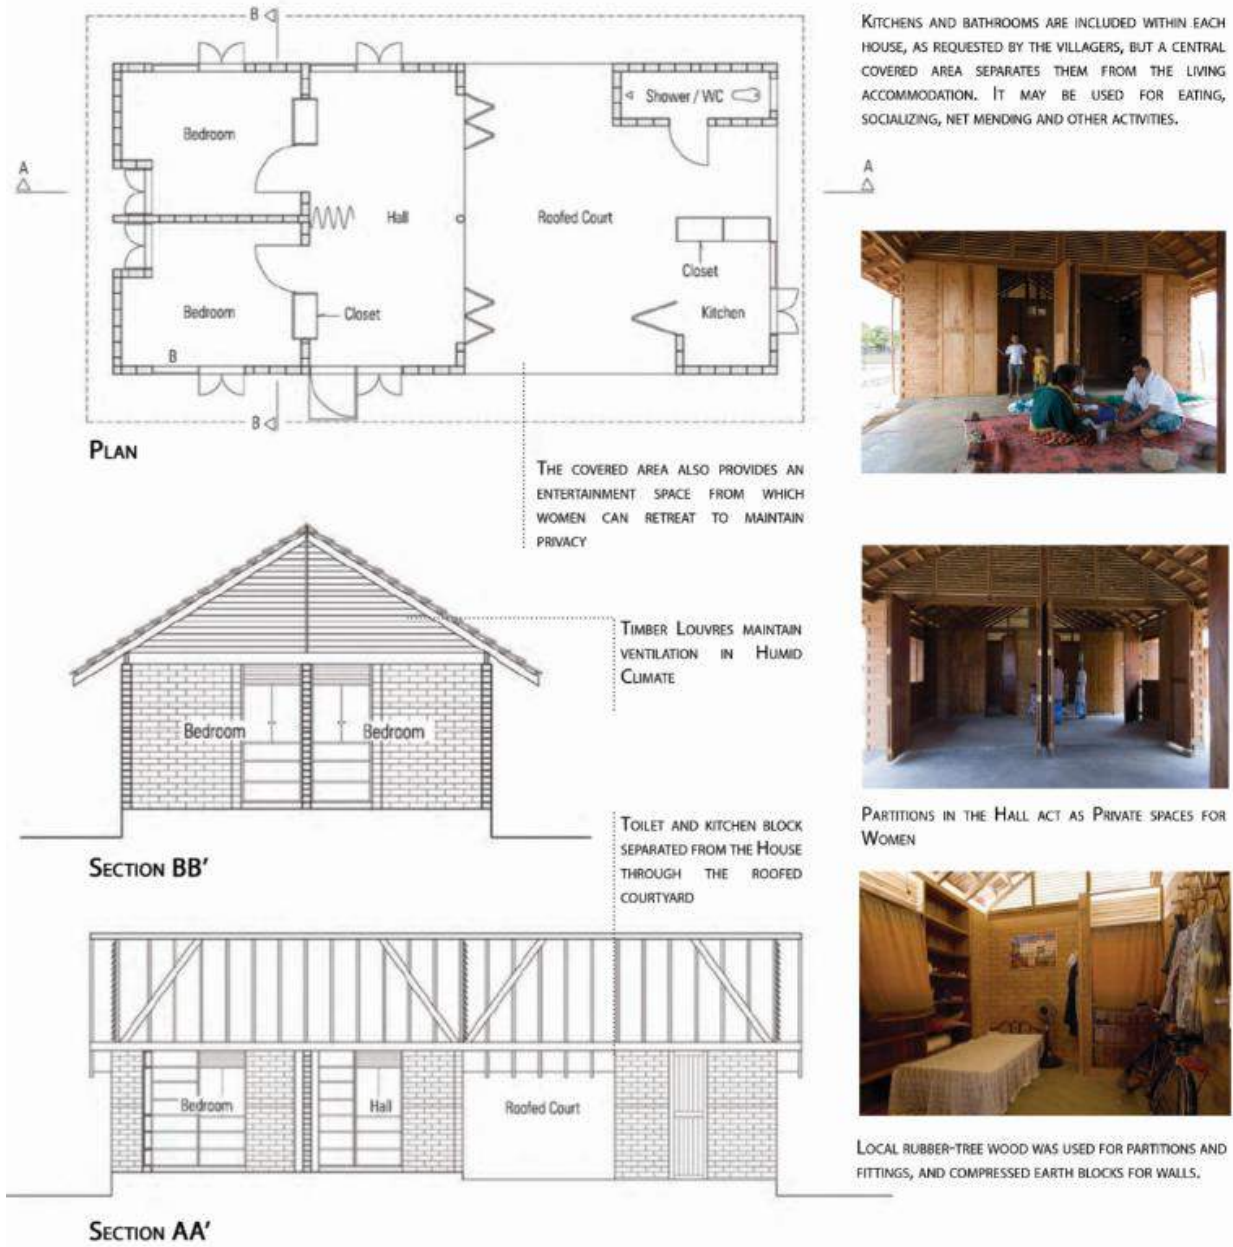 B
KITCHENS AND BATHROOMS ARE INCLUDED WITHIN EACH
HOUSE, AS REQUESTED BY THE VILLAGERS, BUT A CENTRAL
COVERED AREA SEPARATES THEM FROM THE LIVING
ACCOMMODATION. IT MAY BE USED FOR EATING,
SOCIALIZING, NET MENDING AND OTHER ACTIVITIES.
Shower / WC
Bedroom
A
A
Hall
Roofed Court
Closet
Bedroom
Closet
Kitchen
B
B
PLAN
THE COVERED AREA ALSO PROVIDES AN
ENTERTAINMENT SPACE FROM WHICH
WOMEN CAN RETREAT TO MAINTAIN
PRIVACY
TIMBER LOUVRES MAINTAIN
VENTILATION IN HUMID
CLIMATE
Bedroom
Bedroom
SECTION BB'
TOILET AND KITCHEN BLOCK
SEPARATED FROM THE HOUSE
THROUGH THE ROOFED
COURTYARD
PARTITIONS IN THE HALL ACT AS PRIVATE SPACES FOR
WOMEN
Bedroom
Hall
Roofed Court
LOCAL RUBBER-TREE WOOD WAS USED FOR PARTITIONS AND
FITTINGS, AND COMPRESSED EARTH BLOCKS FOR WALLS.
SECTION AA'